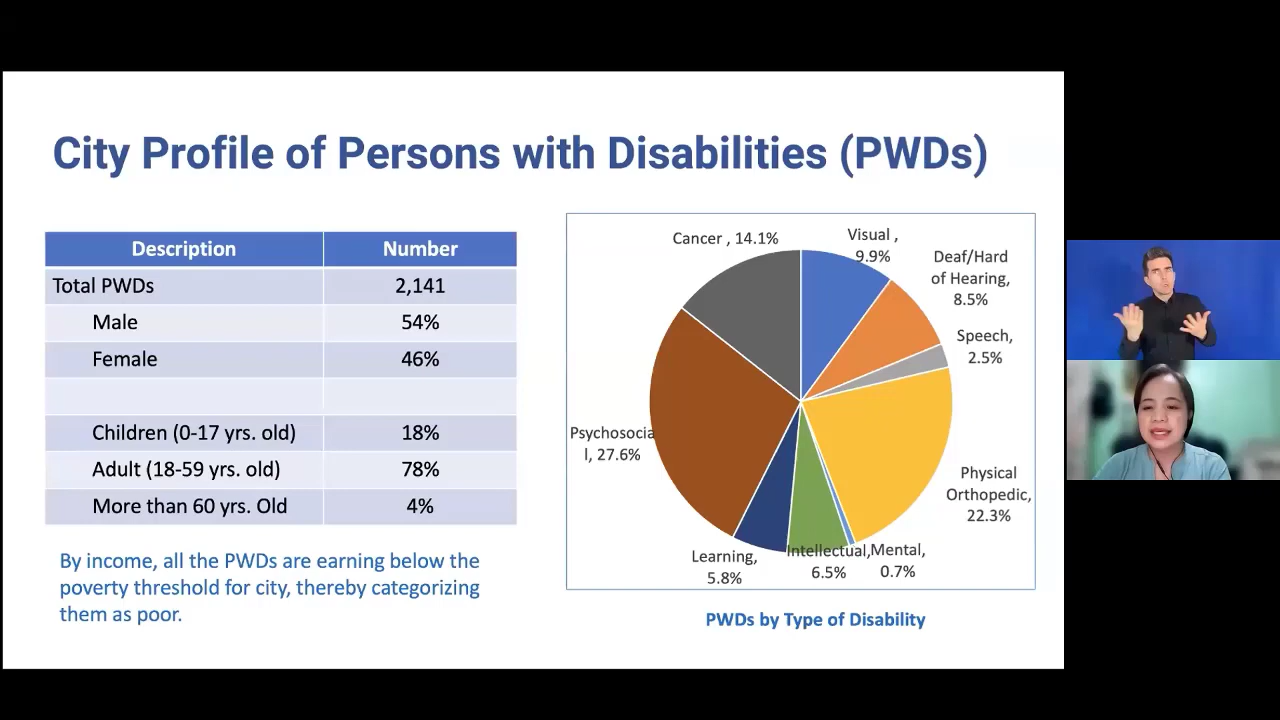 City Profile of Persons with Disabilities (PWDs)
Description Number
Total PWDs 2,141
Male 54%
Female 46%
Children (0-17 yrs. old) 18%
Adult (18-59 yrs. old) 78%
More than 60 yrs. Old 4%
By income, all the PWDs are earning below the
poverty threshold for city, thereby categorizing
them as poor.
Cancer , 14.1%
Visual ,
9.9%
Deaf/Hard
of Hearing,
8.5%
Speech,
2.5%
Physical
Orthopedic,
22.3%
Mental,
0.7%
Intellectual,
6.5%
Learning,
5.8%
Psychosocia
l, 27.6%
PWDs by Type of Disability